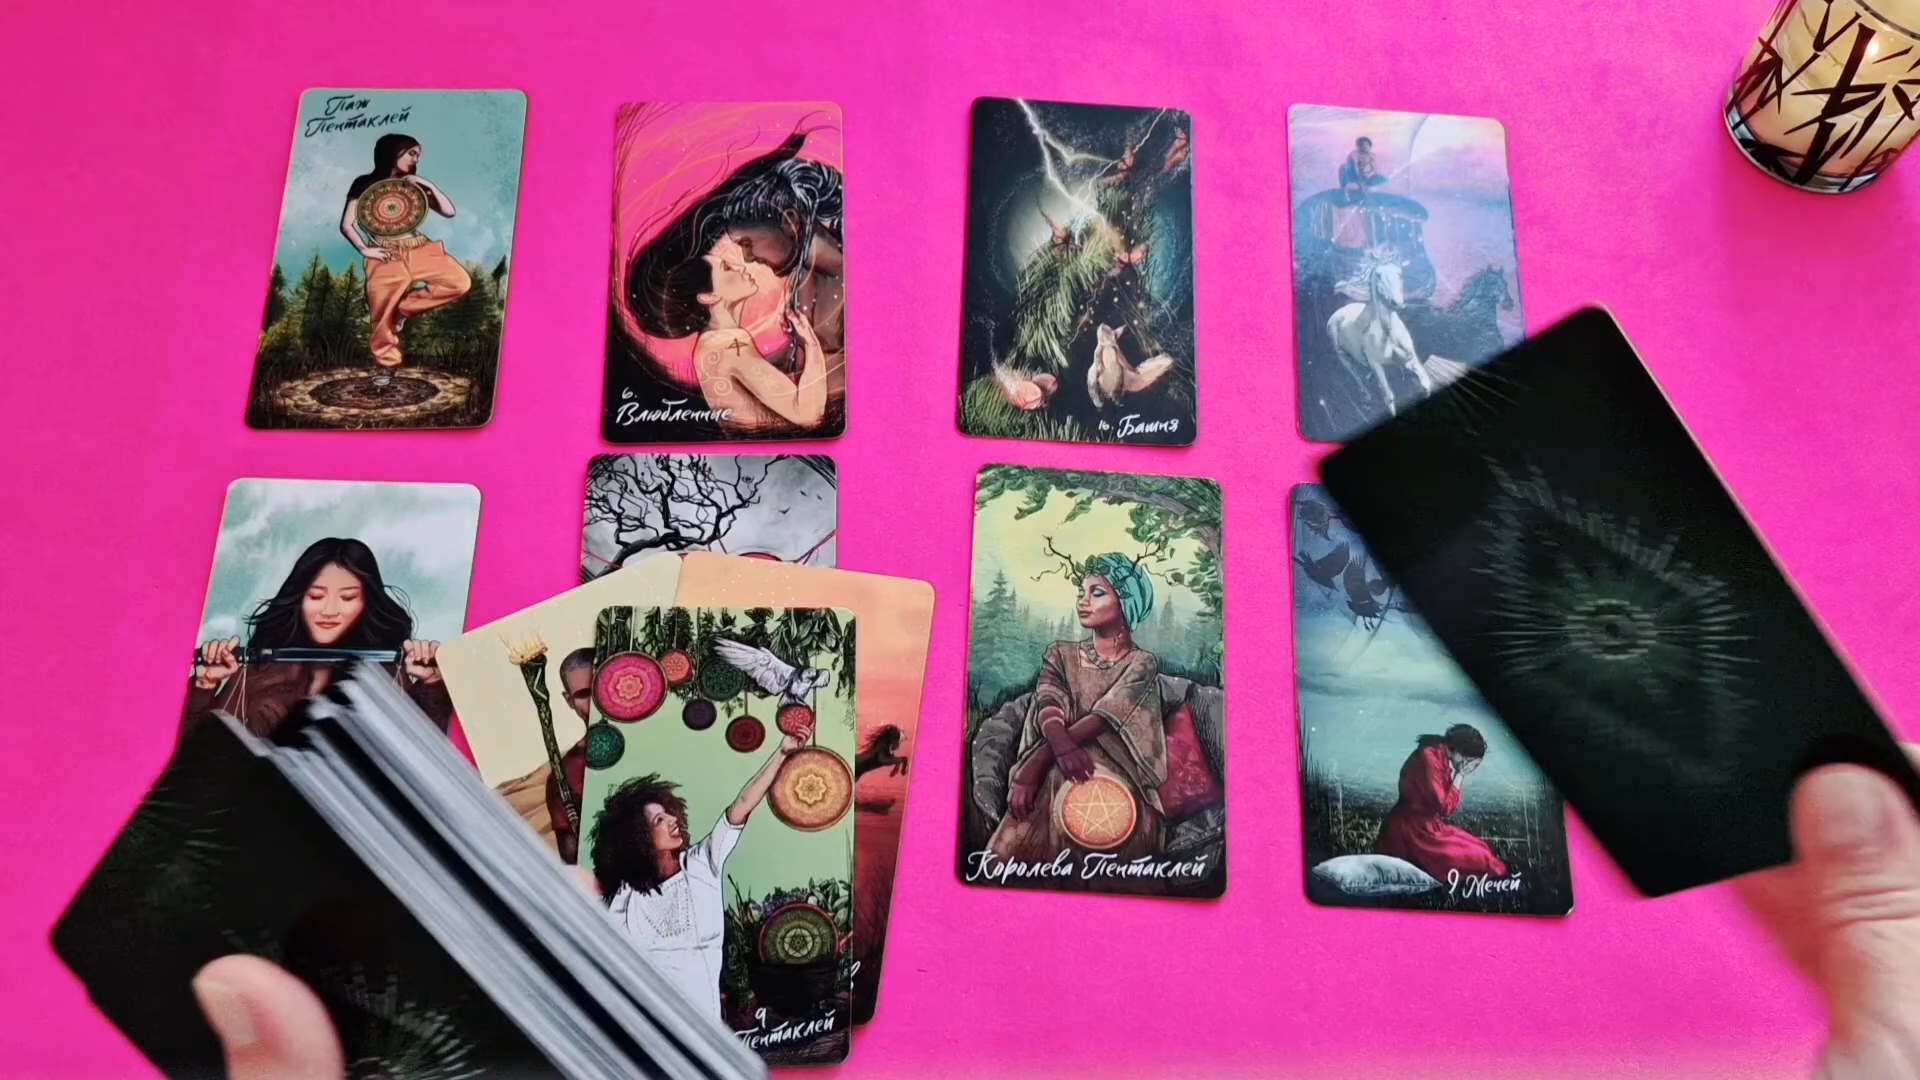 Паж
Пентаклей
6.
Влюбленные
16. Башня
Королева Пентаклей
9 Мечей
9
Пентаклей